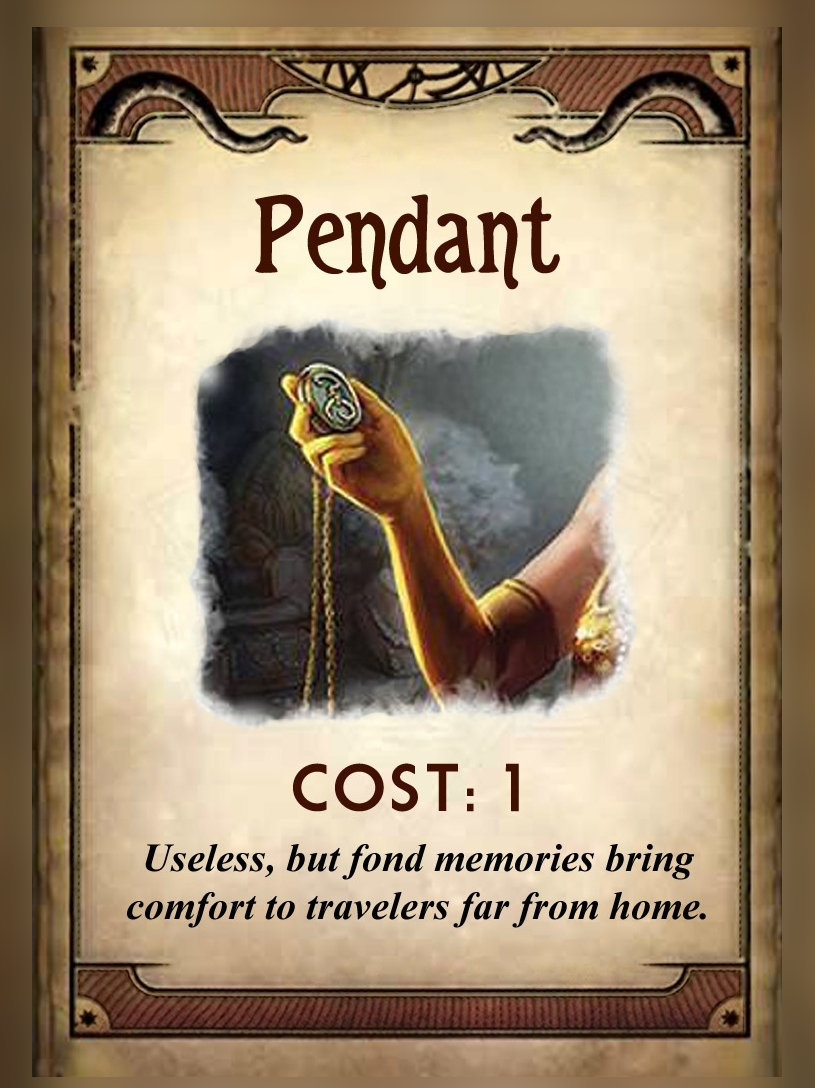 Pendant
COST: 1
Useless, but fond memories bring
comfort to travelers far from home.